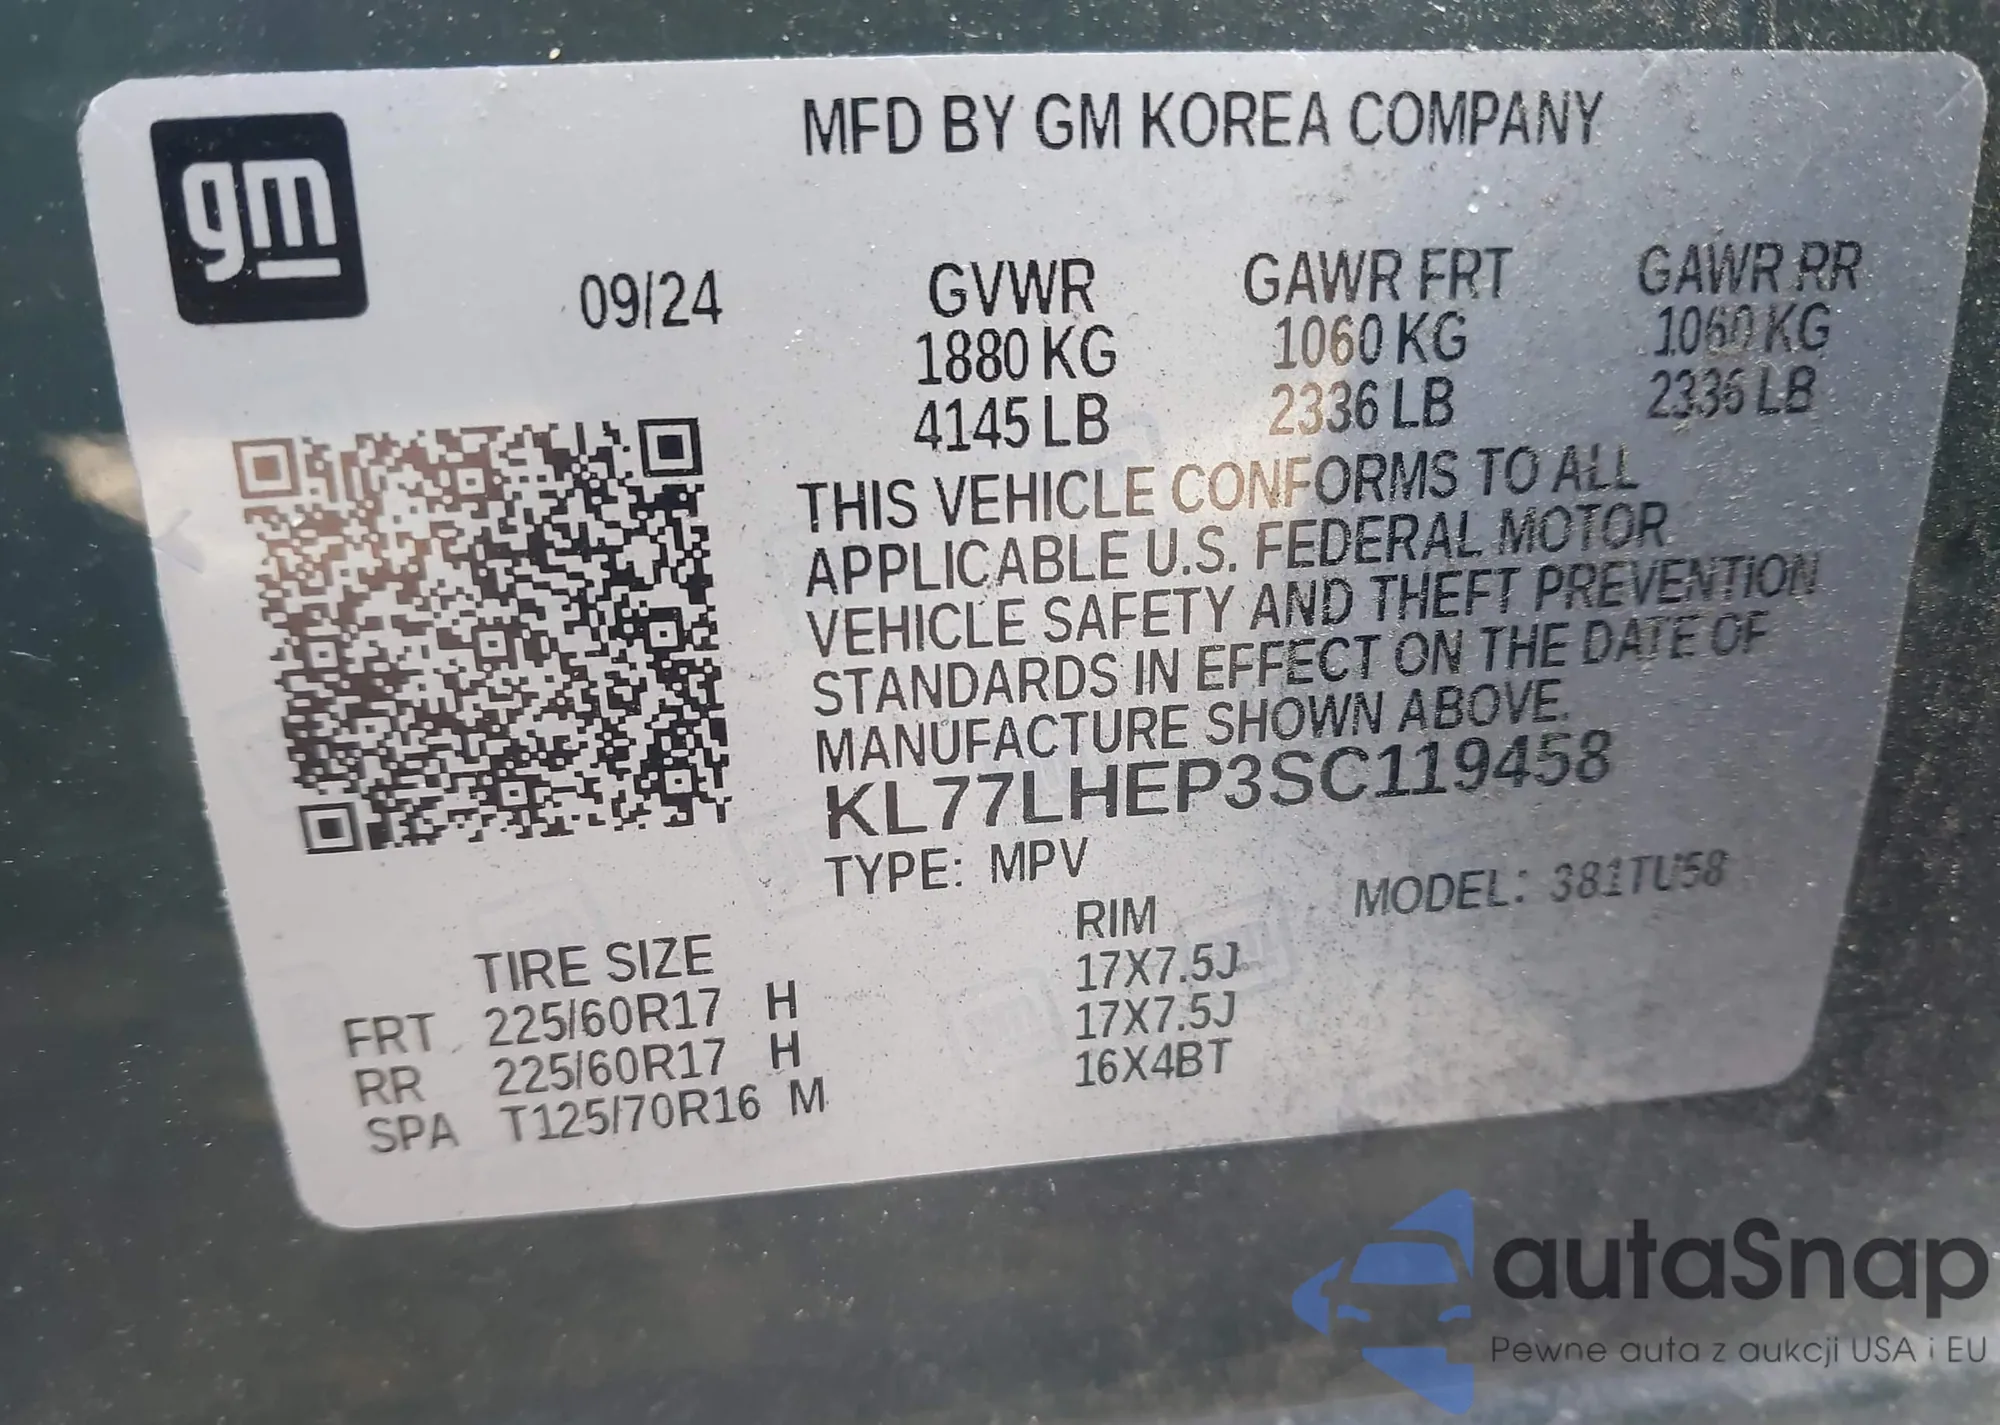 gm
MFD BY GM KOREA COMPANY
09/24
GVWR GAWR FRT GAWR RR
1880 KG 1060 KG 1060 KG
4145 LB 2336 LB 2336 LB
THIS VEHICLE CONFORMS TO ALL
APPLICABLE U.S. FEDERAL MOTOR
VEHICLE SAFETY AND THEFT PREVENTION
STANDARDS IN EFFECT ON THE DATE OF
MANUFACTURE SHOWN ABOVE.
KL77LHEP3SC119458
TYPE: MPV MODEL: 381TU58
TIRE SIZE RIM
FRT 225/60R17 H 17X7.5J
RR 225/60R17 H 17X7.5J
SPA T125/70R16 M 16X4BT
autaSnap
Pewne auta z aukcji USA i EU